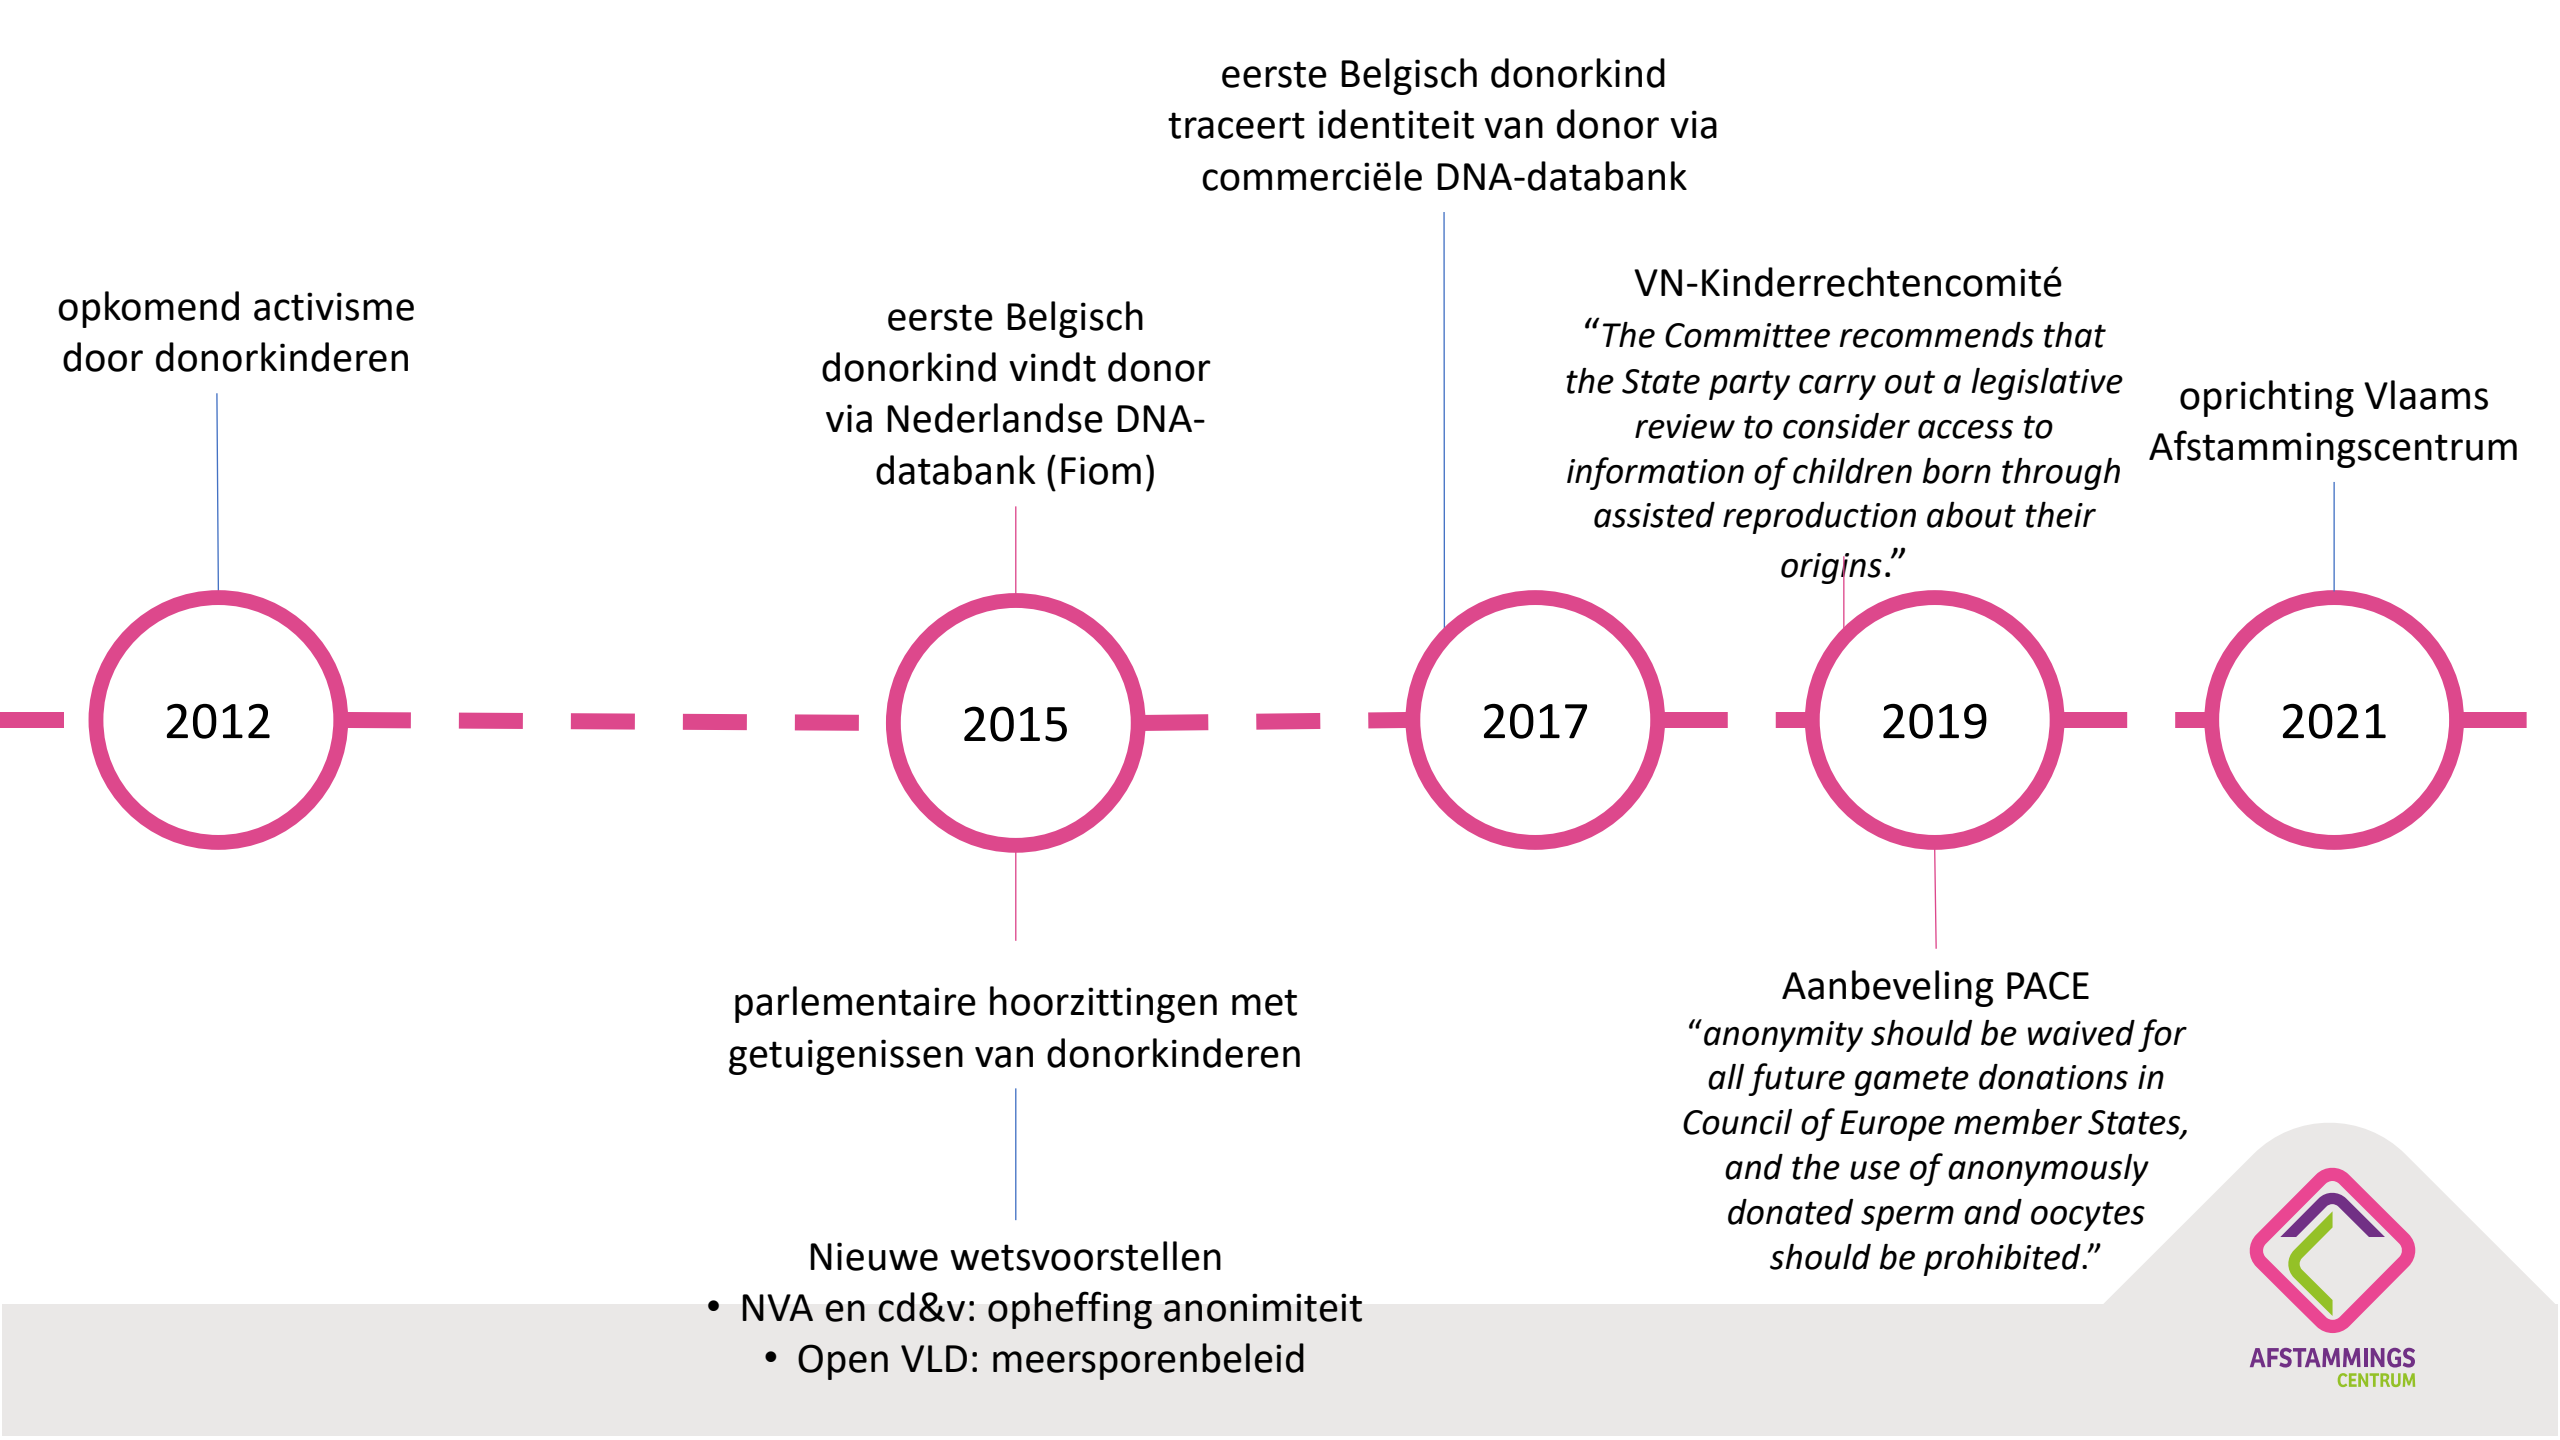 opkomend activisme
door donorkinderen
2012
eerste Belgisch
donorkind vindt donor
via Nederlandse DNA-
databank (Fiom)
2015
parlementaire hoorzittingen met
getuigenissen van donorkinderen
Nieuwe wetsvoorstellen
• NVA en cd&v: opheffing anonimiteit
• Open VLD: meersporenbeleid
eerste Belgisch donorkind
traceert identiteit van donor via
commerciële DNA-databank
2017
VN-Kinderrechtencomité
“The Committee recommends that
the State party carry out a legislative
review to consider access to
information of children born through
assisted reproduction about their
origins.”
2019
Aanbeveling PACE
“anonymity should be waived for
all future gamete donations in
Council of Europe member States,
and the use of anonymously
donated sperm and oocytes
should be prohibited.”
oprichting Vlaams
Afstammingscentrum
2021
AFSTAMMINGS
CENTRUM